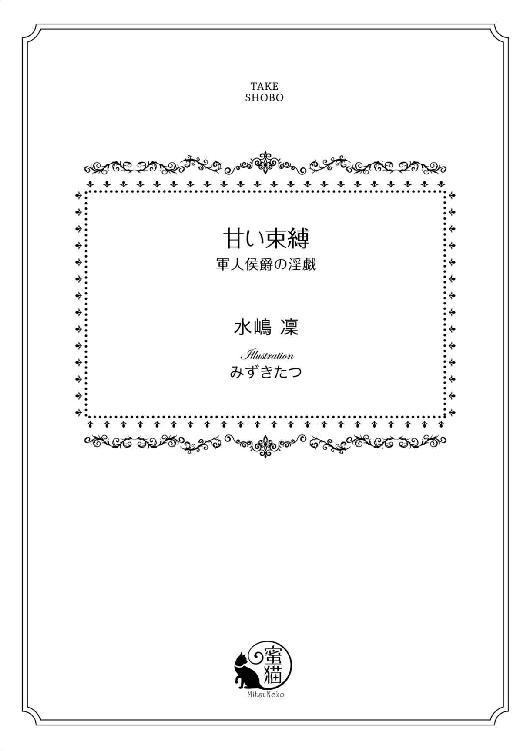 TAKE
SHOBO
甘い束縛
軍人侯爵の淫戯
水嶋 凜
Illustration
みずきたつ
蜜
猫
Mitsu Neko